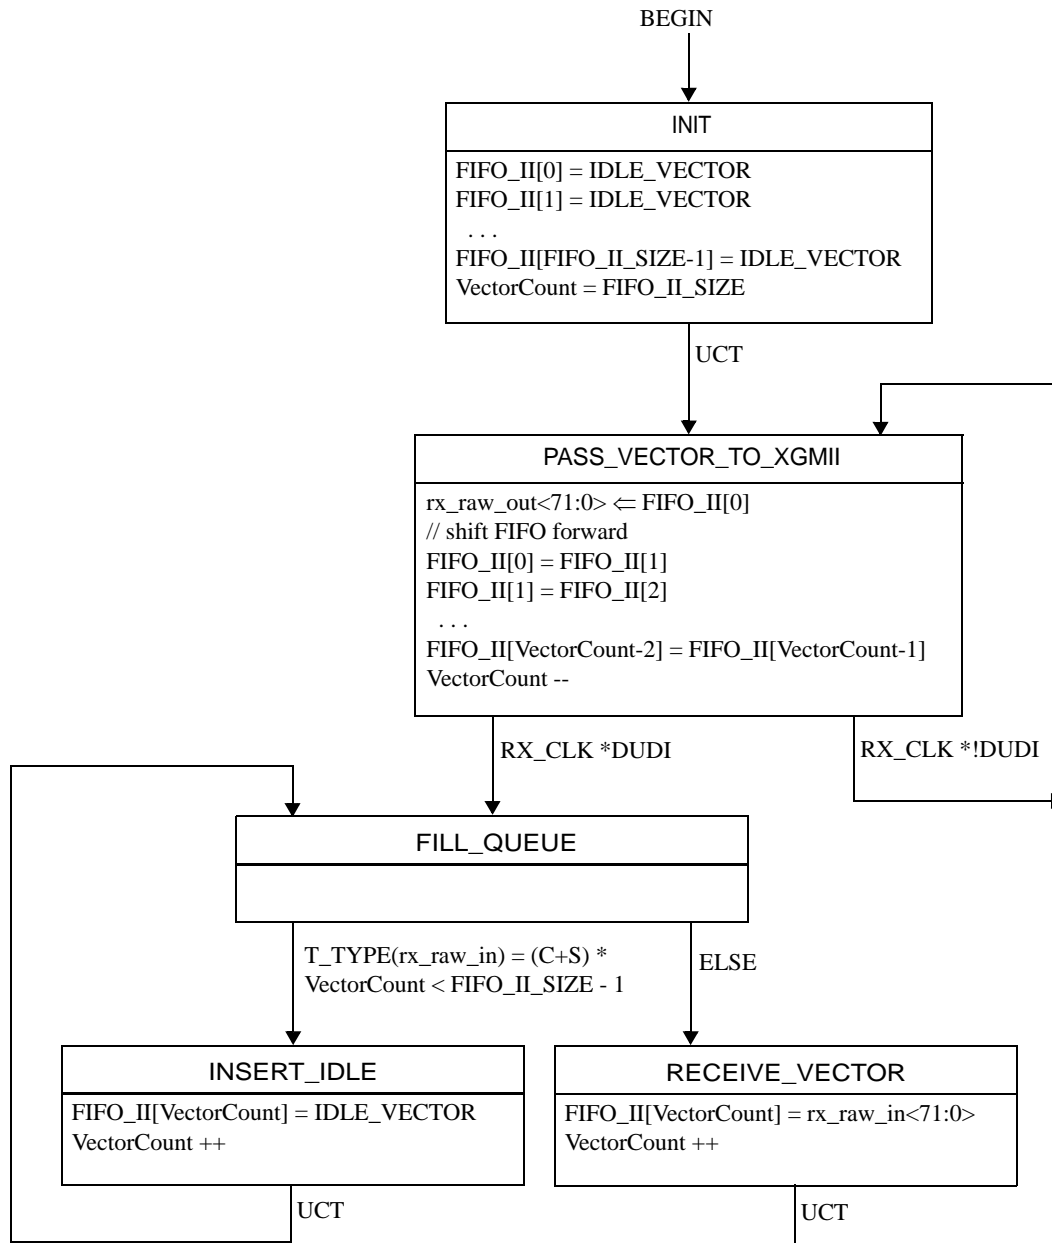 BEGIN
INIT
FIFO_II[0] = IDLE_VECTOR
FIFO_II[1] = IDLE_VECTOR
. . .
FIFO_II[FIFO_II_SIZE-1] = IDLE_VECTOR
VectorCount = FIFO_II_SIZE
UCT
PASS_VECTOR_TO_XGMII
rx_raw_out<71:0> ⇐ FIFO_II[0]
// shift FIFO forward
FIFO_II[0] = FIFO_II[1]
FIFO_II[1] = FIFO_II[2]
. . .
FIFO_II[VectorCount-2] = FIFO_II[VectorCount-1]
VectorCount --
RX_CLK *DUDI
RX_CLK *!DUDI
FILL_QUEUE
T_TYPE(rx_raw_in) = (C+S) *
VectorCount < FIFO_II_SIZE - 1
ELSE
INSERT_IDLE
FIFO_II[VectorCount] = IDLE_VECTOR
VectorCount ++
UCT
RECEIVE_VECTOR
FIFO_II[VectorCount] = rx_raw_in<71:0>
VectorCount ++
UCT